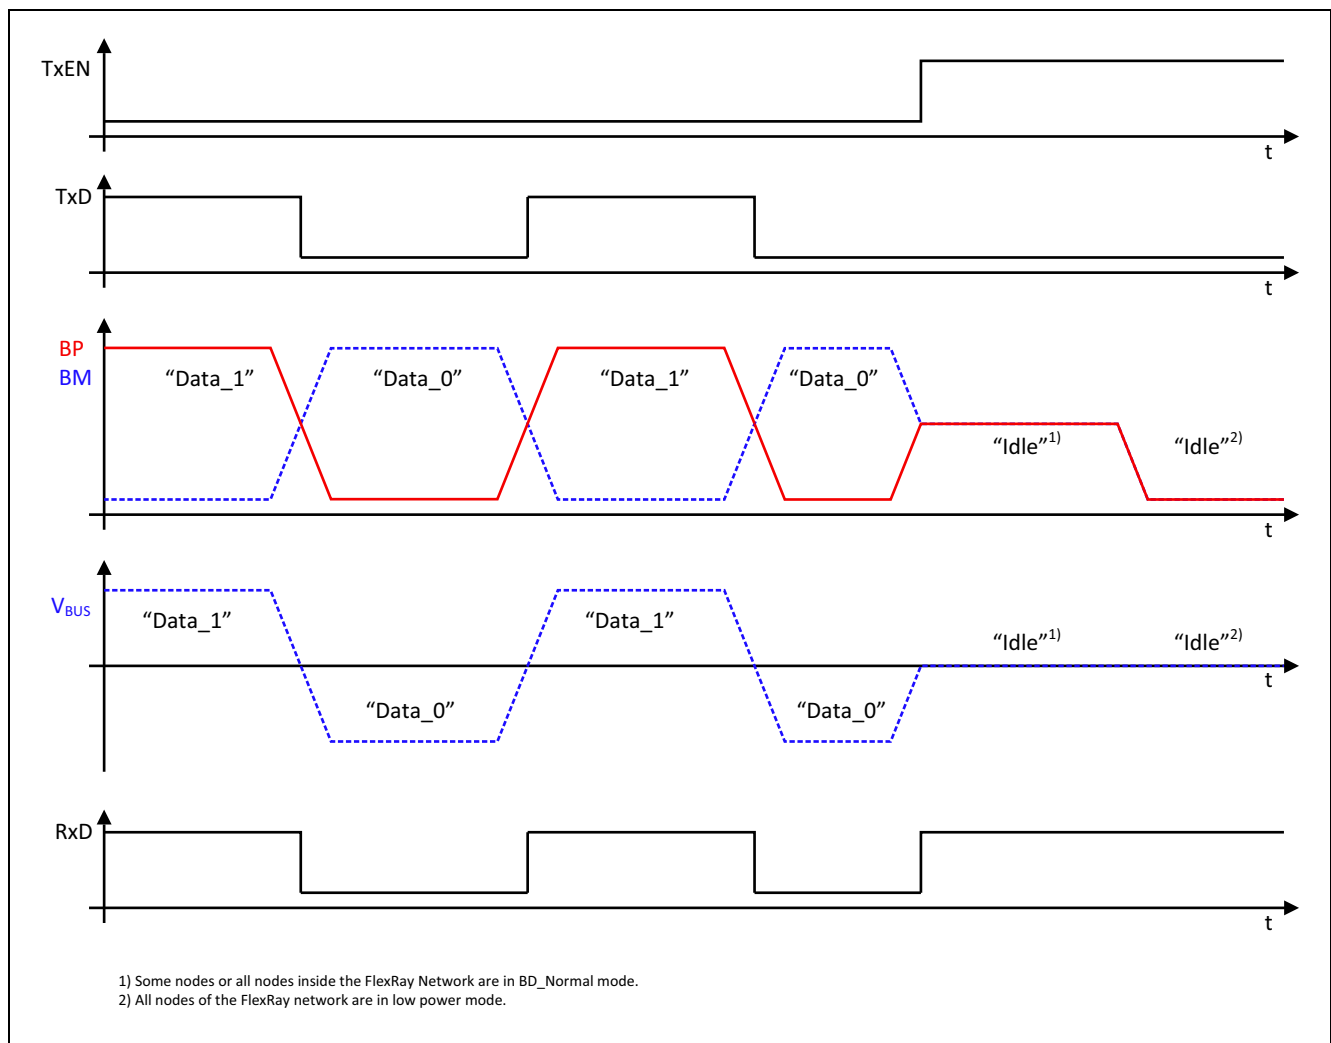 TxEN
t
TxD
t
BP
BM
“Data_1”
“Data_0”
“Data_1”
“Data_0”
“Idle”1)
“Idle”2)
t
VBUS
“Data_1”
“Data_0”
“Data_1”
“Data_0”
“Idle”1)
“Idle”2)
t
RxD
t
1) Some nodes or all nodes inside the FlexRay Network are in BD_Normal mode.
2) All nodes of the FlexRay network are in low power mode.